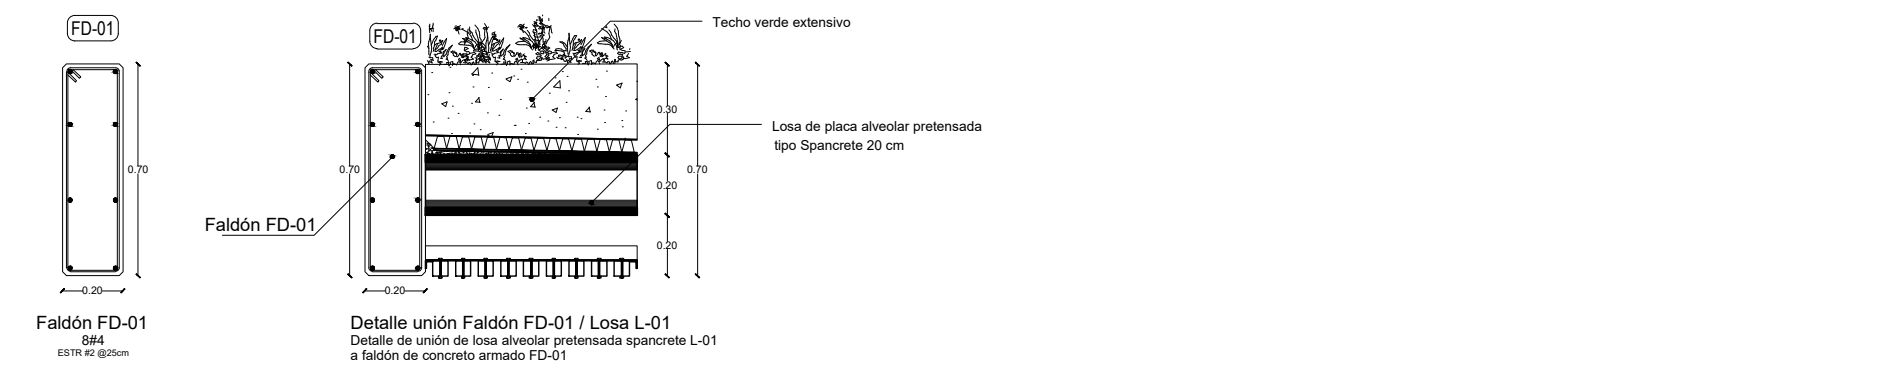 FD-01
0.70
0.20
Faldón FD-01
8#4
ESTR #2 @25cm
FD-01
Techo verde extensivo
0.30
Losa de placa alveolar pretensada
tipo Spancrete 20 cm
0.70
0.20
0.70
Faldón FD-01
0.20
0.20
Detalle unión Faldón FD-01 / Losa L-01
Detalle de unión de losa alveolar pretensada spancrete L-01
a faldón de concreto armado FD-01